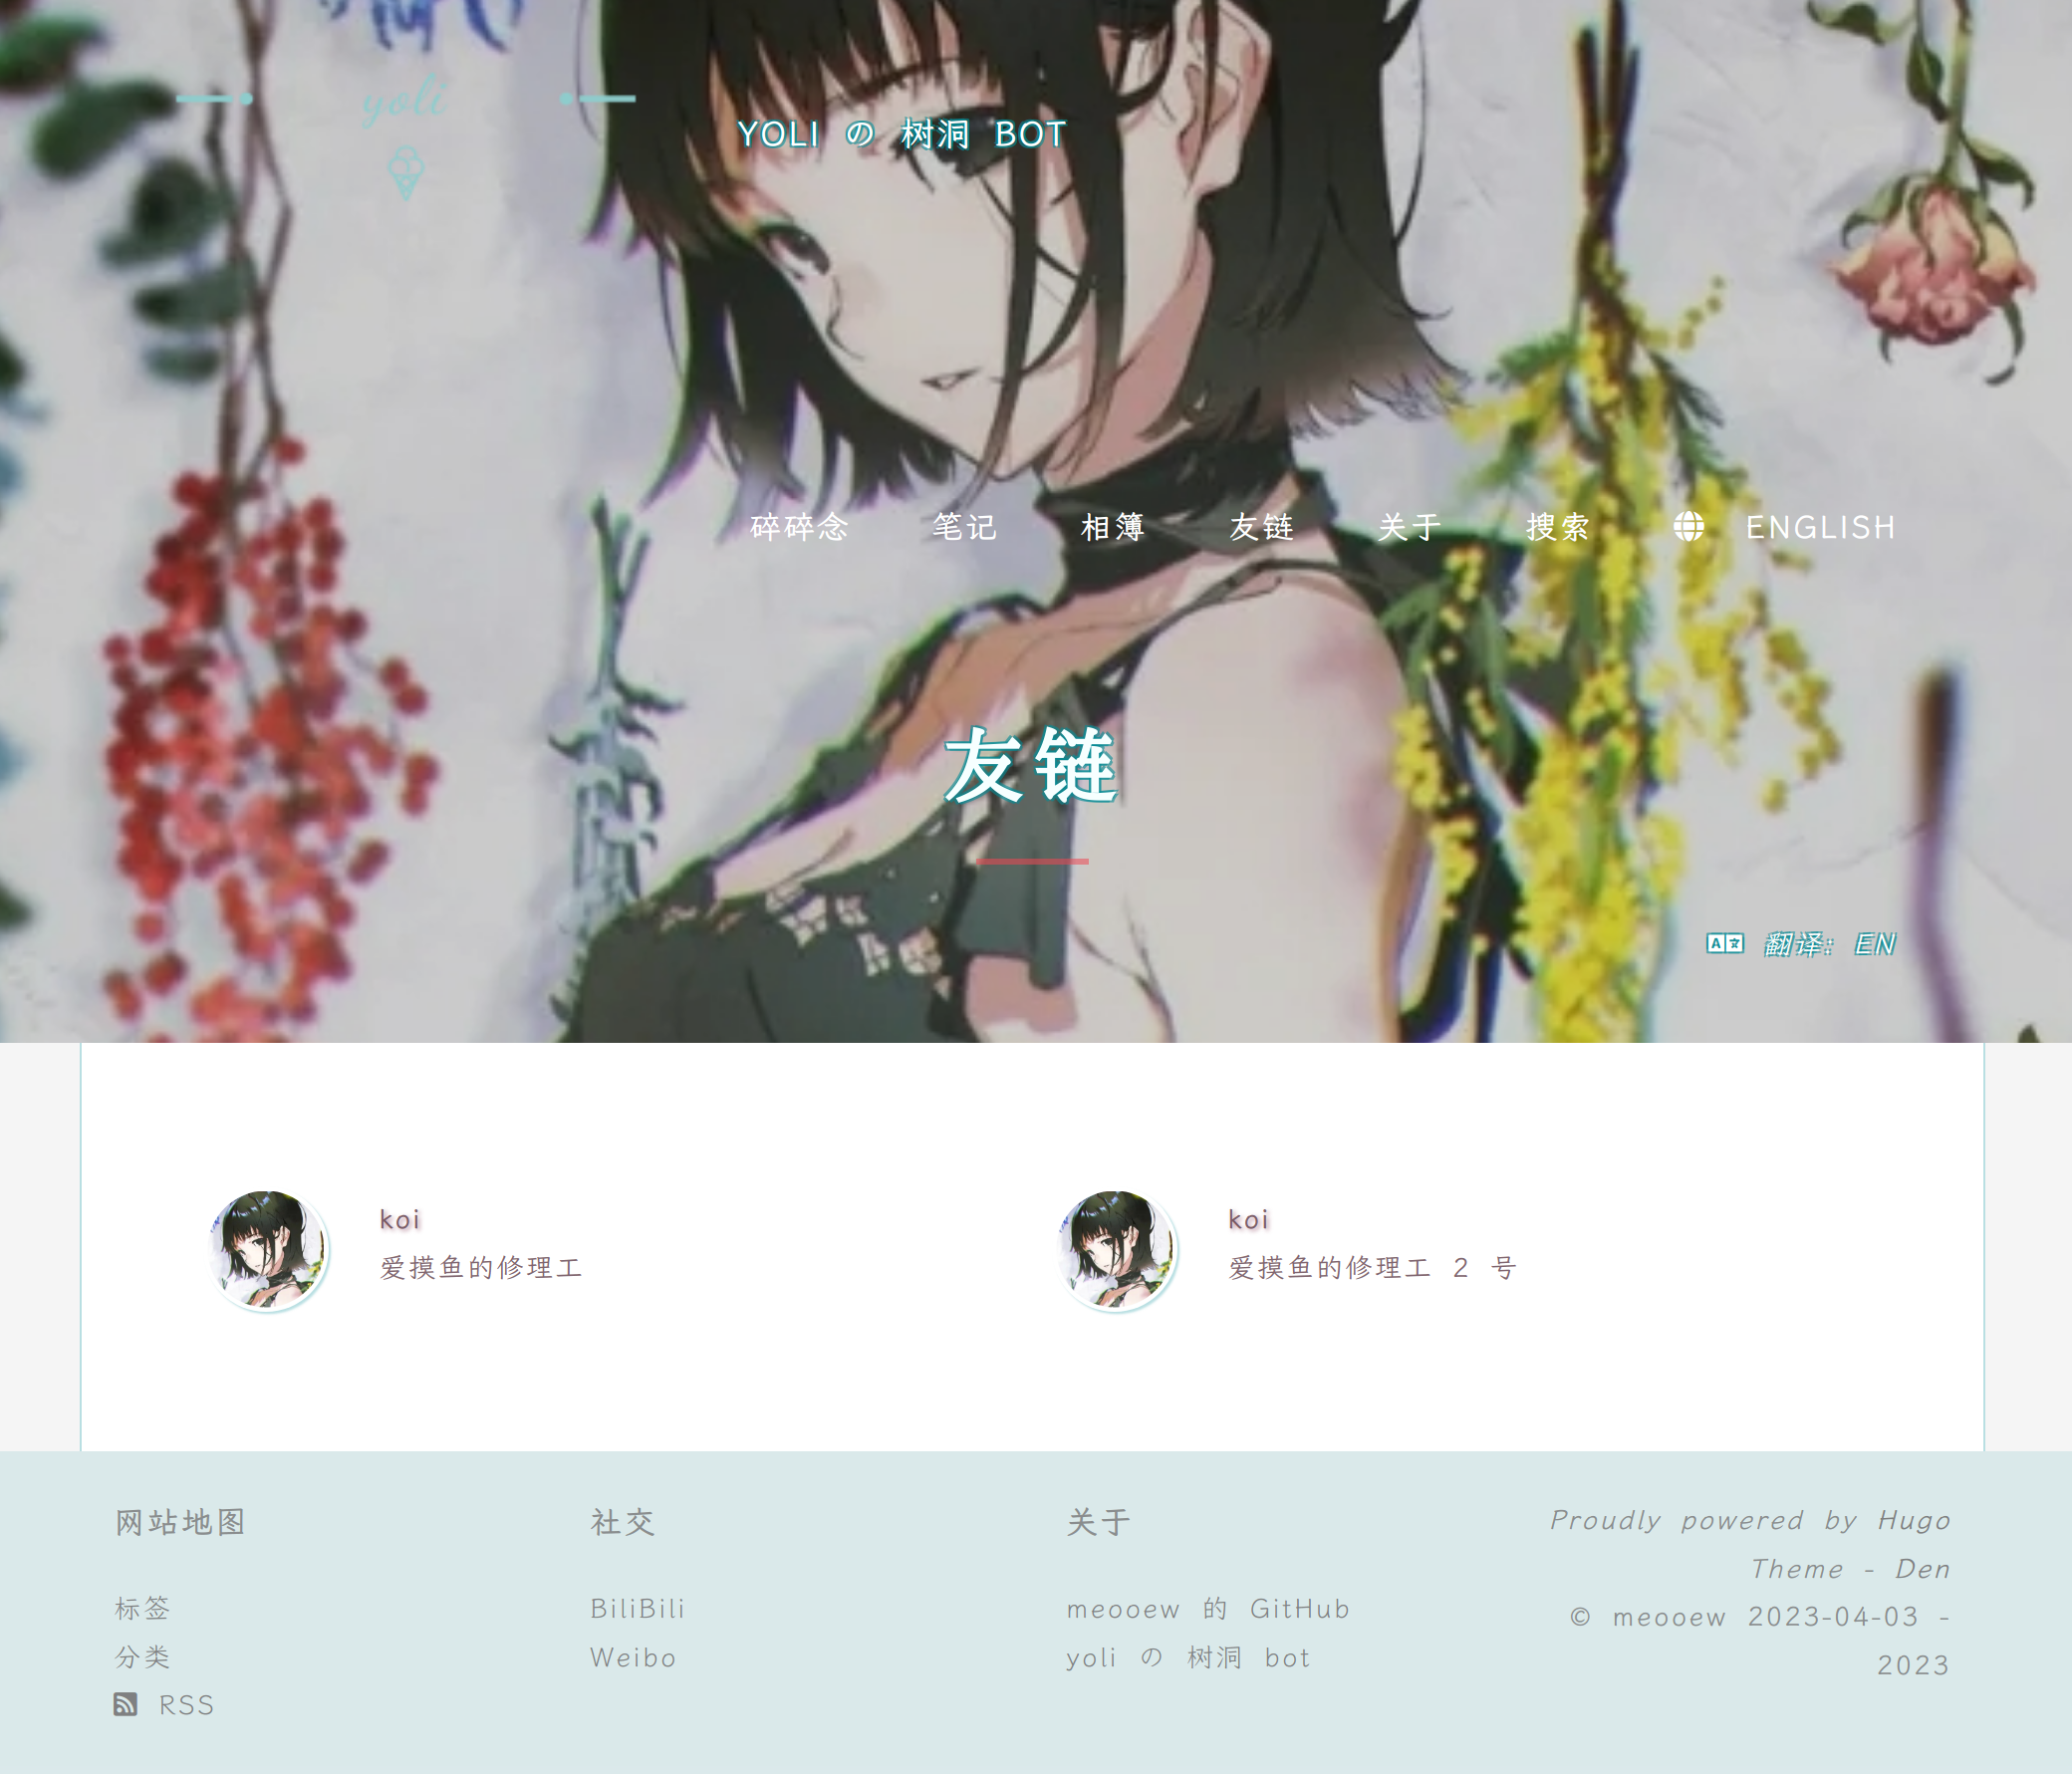 yoli
YOLI の 树洞 BOT
碎碎念 笔记 相簿 友链 关于 搜索 ENGLISH
友链
翻译: EN
koi
爱摸鱼的修理工
koi
爱摸鱼的修理工 2 号
网站地图
标签
分类
RSS
社交
BiliBili
Weibo
关于
meooew 的 GitHub
yoli の 树洞 bot
Proudly powered by Hugo
Theme - Den
© meooew 2023-04-03 -
2023